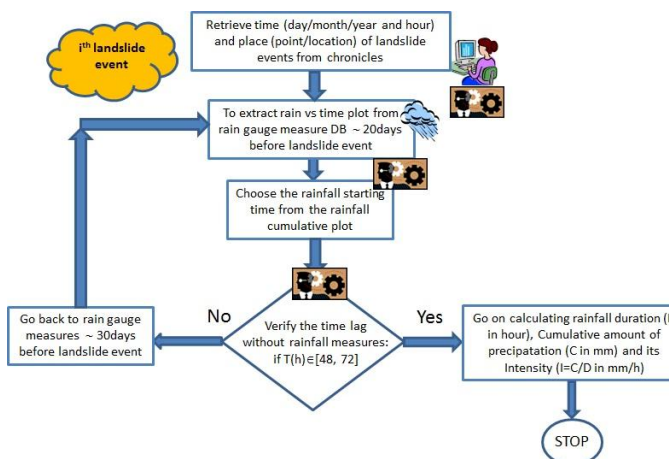 i th landslide
event
Retrieve time (day/month/year and hour)
and place (point/location) of landslide
events from chronicles
To extract rain vs time plot from
rain gauge measure DB ~ 20days
before landslide event
Choose the rainfall starting
time from the rainfall
cumulative plot
No
Yes
Verify the time lag
without rainfall measures:
if T(h)∈[48, 72]
Go back to rain gauge
measures ~ 30days
before landslide event
Go on calculating rainfall duration (
in hour), Cumulative amount of
precipatation (C in mm) and its
Intensity (I=C/D in mm/h)
STOP